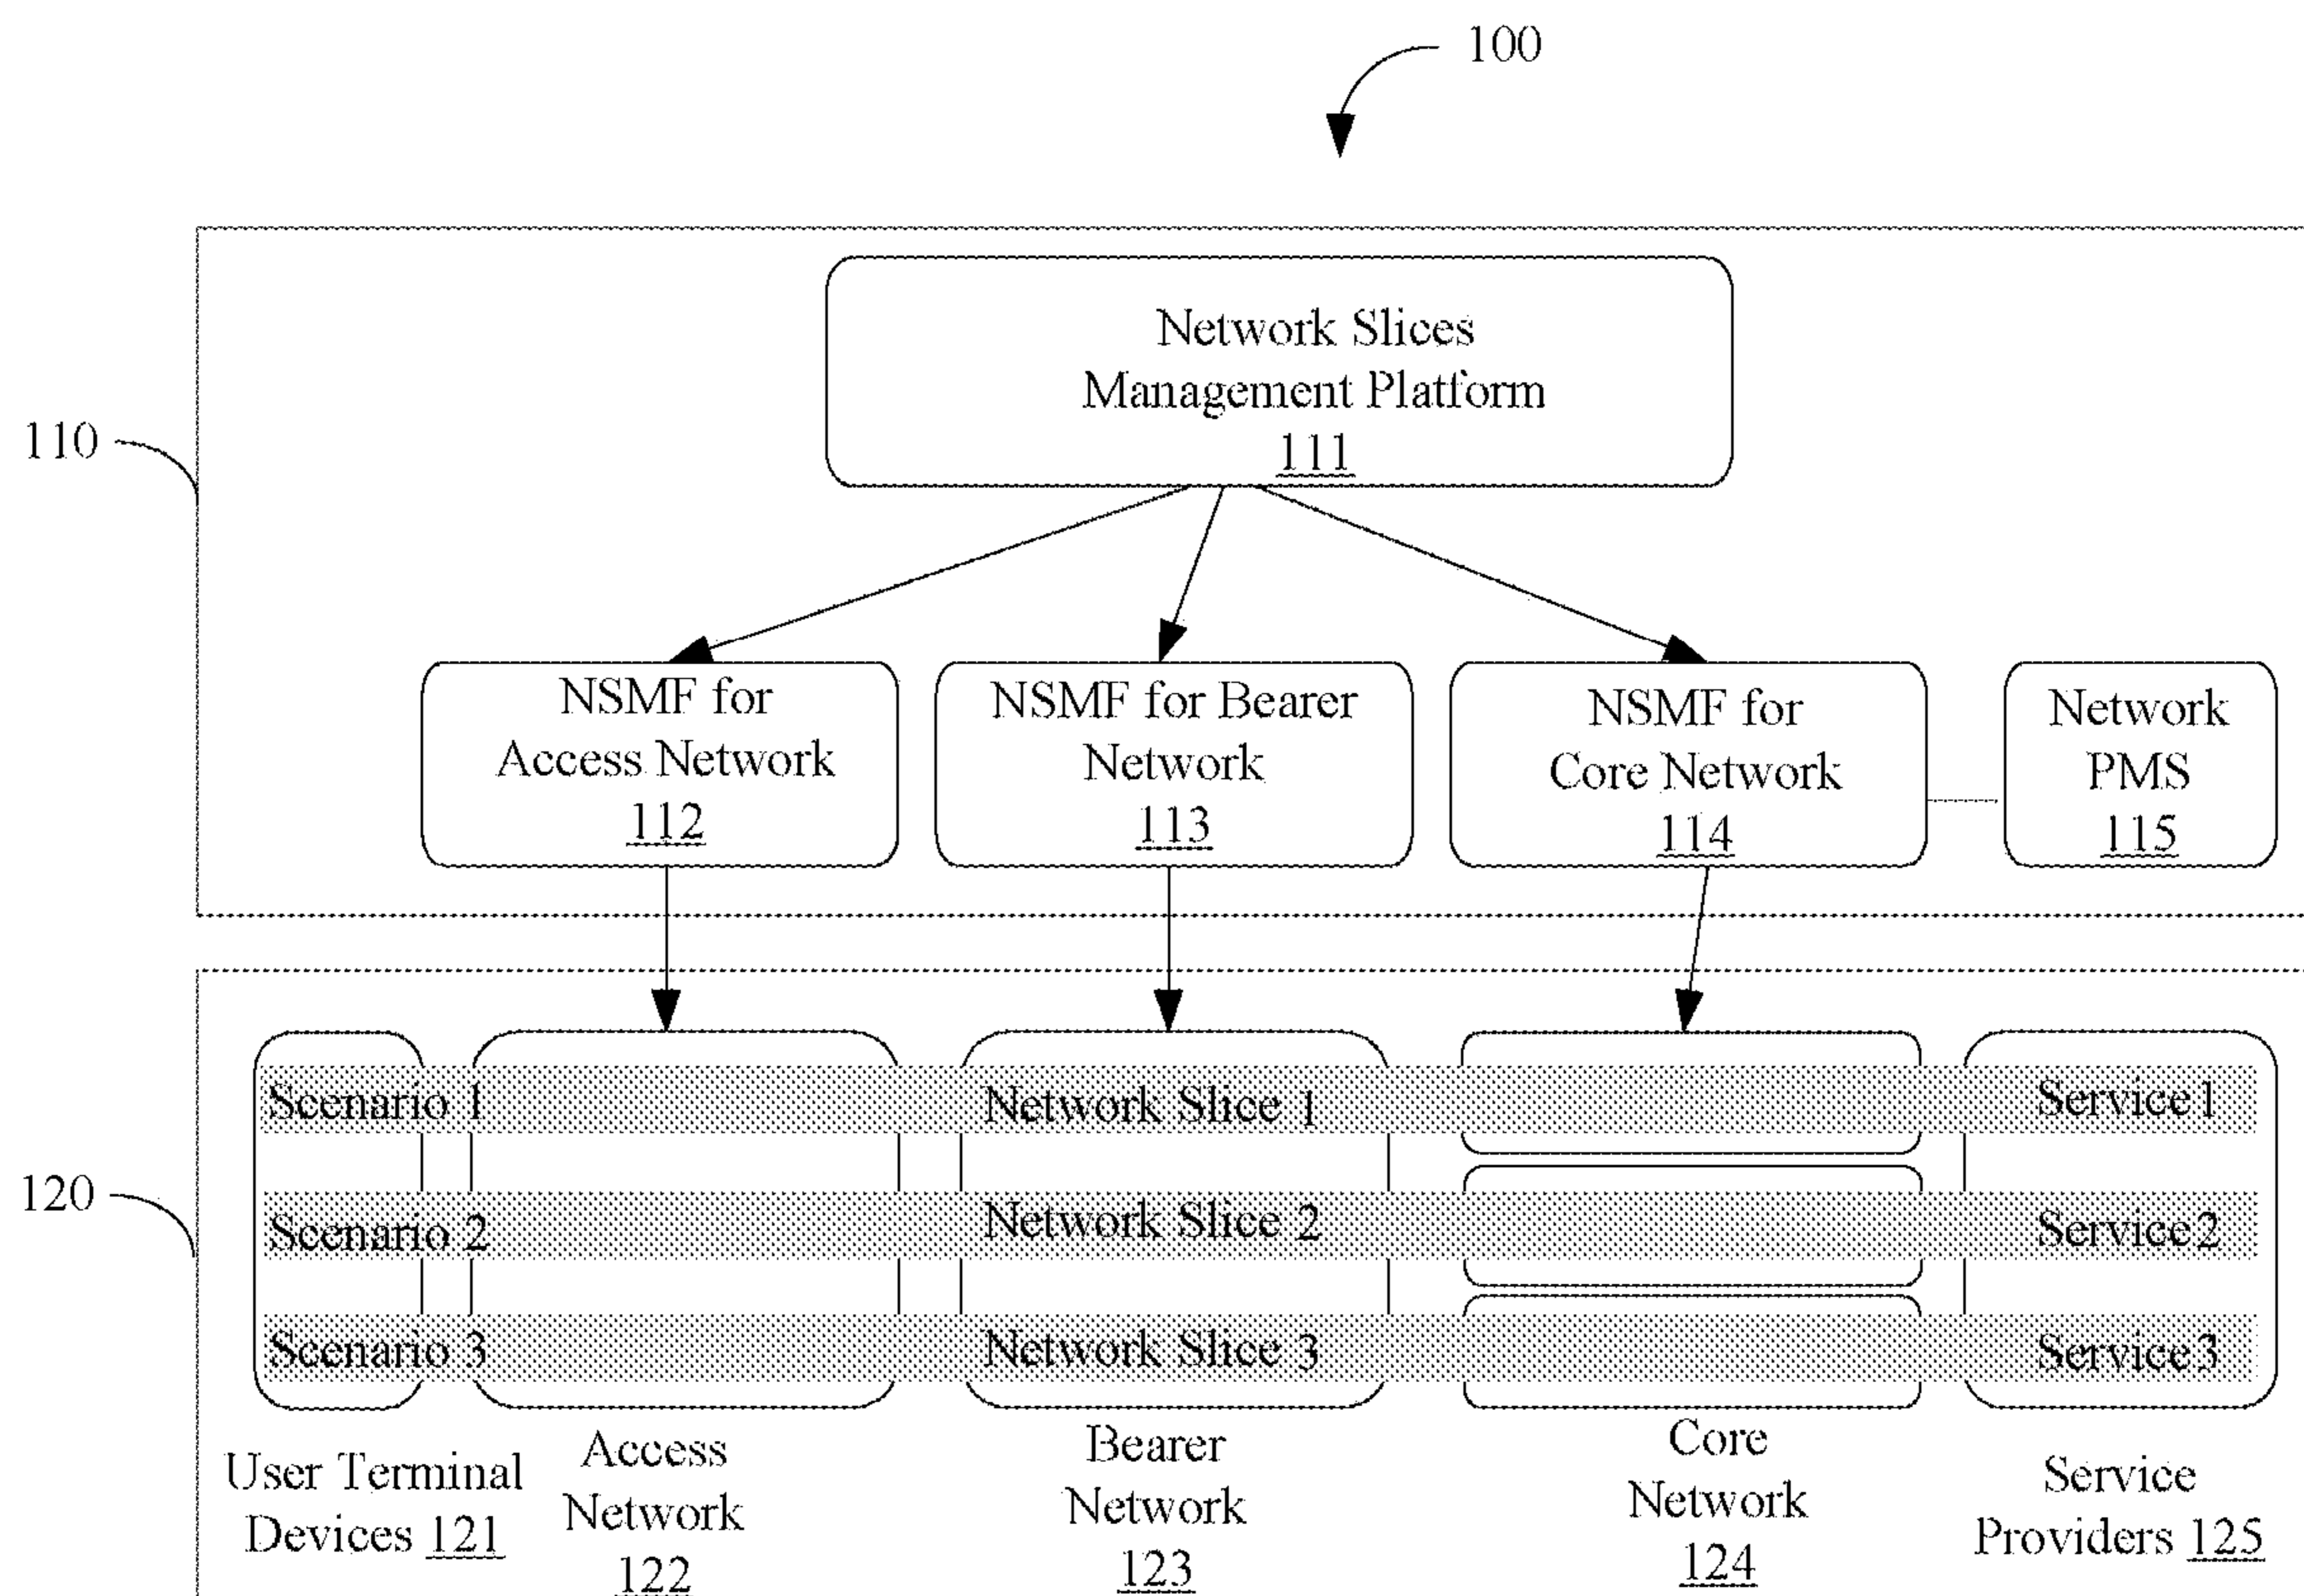 100
110
Network Slices
Management Platform
111
NSMF for
Access Network
112
NSMF for Bearer
Network
113
NSMF for
Core Network
114
Network
PMS
115
120
Scenario 1
Network Slice 1
Service1
Scenario 2
Network Slice 2
Service2
Scenario 3
Network Slice 3
Service3
User Terminal
Devices 121
Access
Network
122
Bearer
Network
123
Core
Network
124
Service
Providers 125